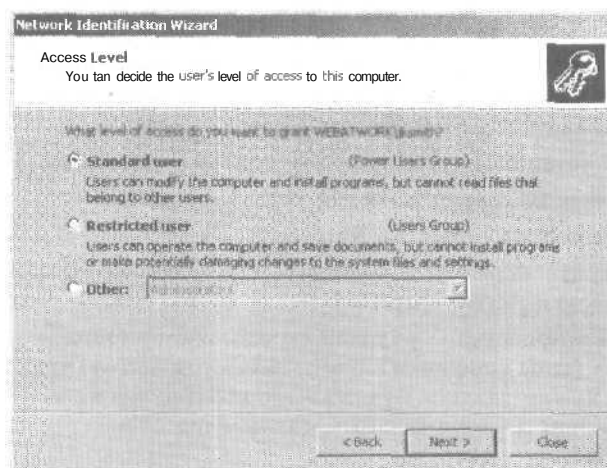 Network Identifiration Wizard
Access Level
You tan decide the user's level of access to this computer.
What level of access do you want to grant WEBATWORK\jsmith?
Standard user (Power Users Group)
Users can modify the computer and install programs, but cannot read files that
belong to other users.
Restricted user (Users Group)
Users can operate the computer and save documents, but cannot install programs
or make potentially damaging changes to the system files and settings.
Other: Administrators
< Back Next > Close